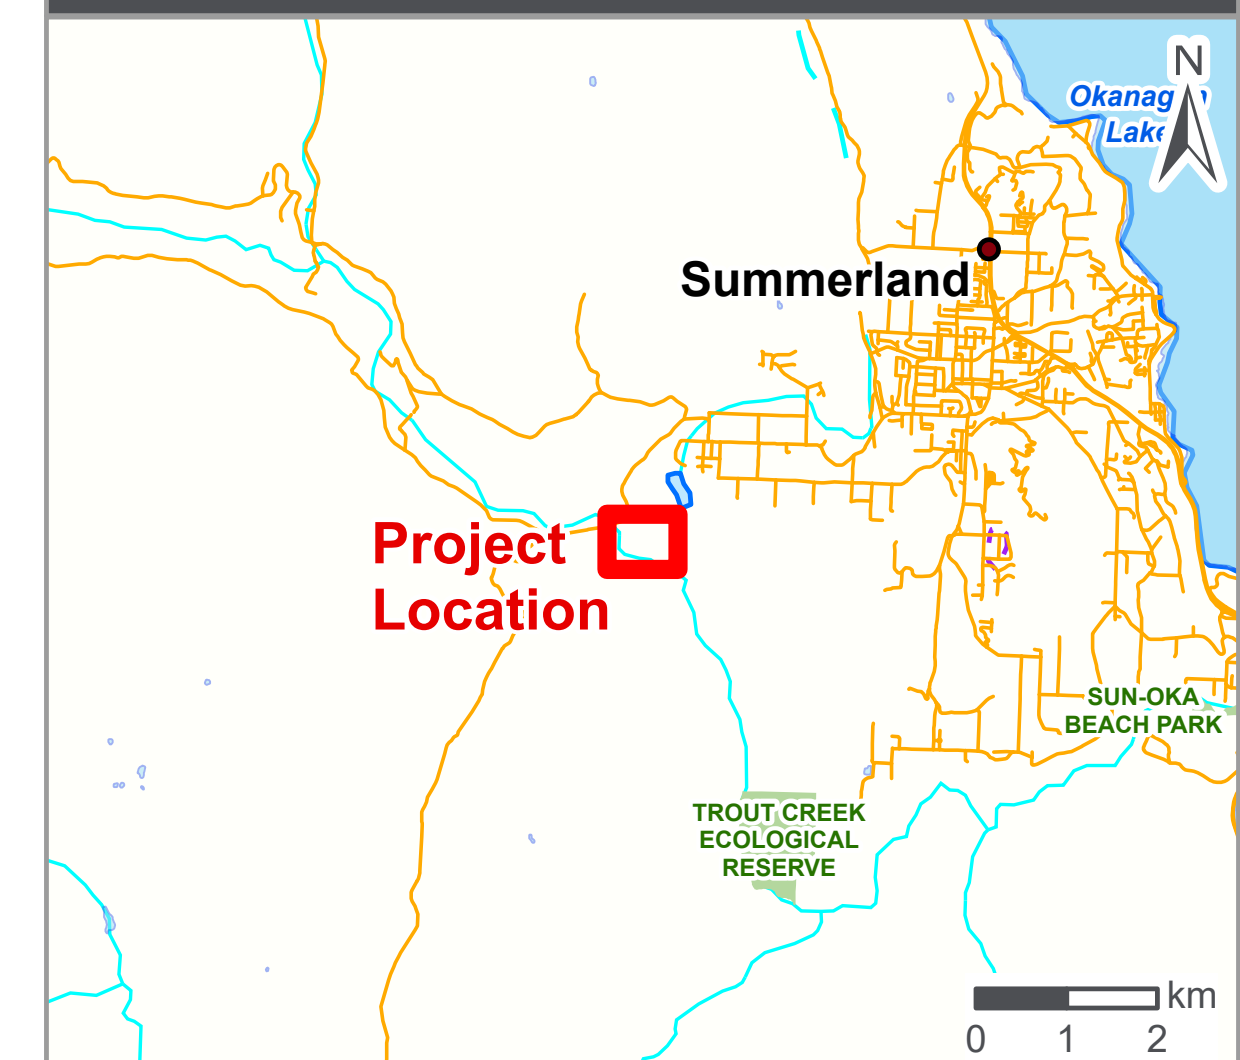 N
Okanag
Lake
Summerland
Project
Location
SUN-OKA
BEACH PARK
TROUT CREEK
ECOLOGICAL
RESERVE
km
0 1 2